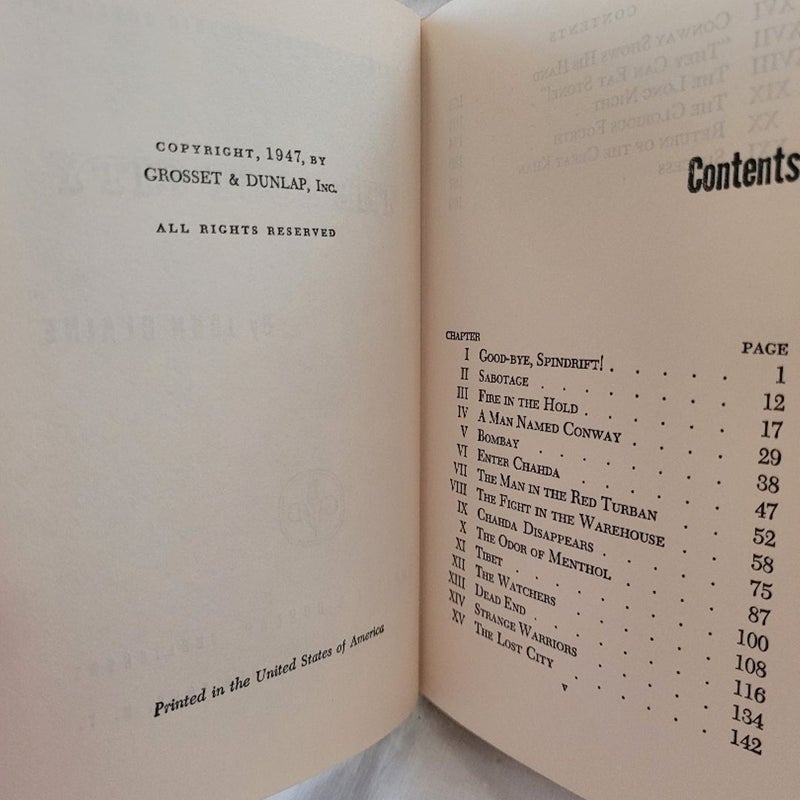 COPYRIGHT, 1947, BY
GROSSET & DUNLAP, INC.
ALL RIGHTS RESERVED
Printed in the United States of America
Contents
CHAPTER PAGE
I GOOD-BYE, SPINDRIFT! . . . . 1
II SABOTAGE . . . . . 12
III FIRE IN THE HOLD . . . . 17
IV A MAN NAMED CONWAY . . . 29
V BOMBAY . . . . . 38
VI ENTER CHAHDA . . . . 47
VII THE MAN IN THE RED TURBAN . . 52
VIII THE FIGHT IN THE WAREHOUSE . . 58
IX CHAHDA DISAPPEARS . . . . 75
X THE ODOR OF MENTHOL . . . 87
XI TIBET . . . . . 100
XII THE WATCHERS . . . . 108
XIII DEAD END . . . . . 116
XIV STRANGE WARRIORS . . . . 134
XV THE LOST CITY . . . . 142
v